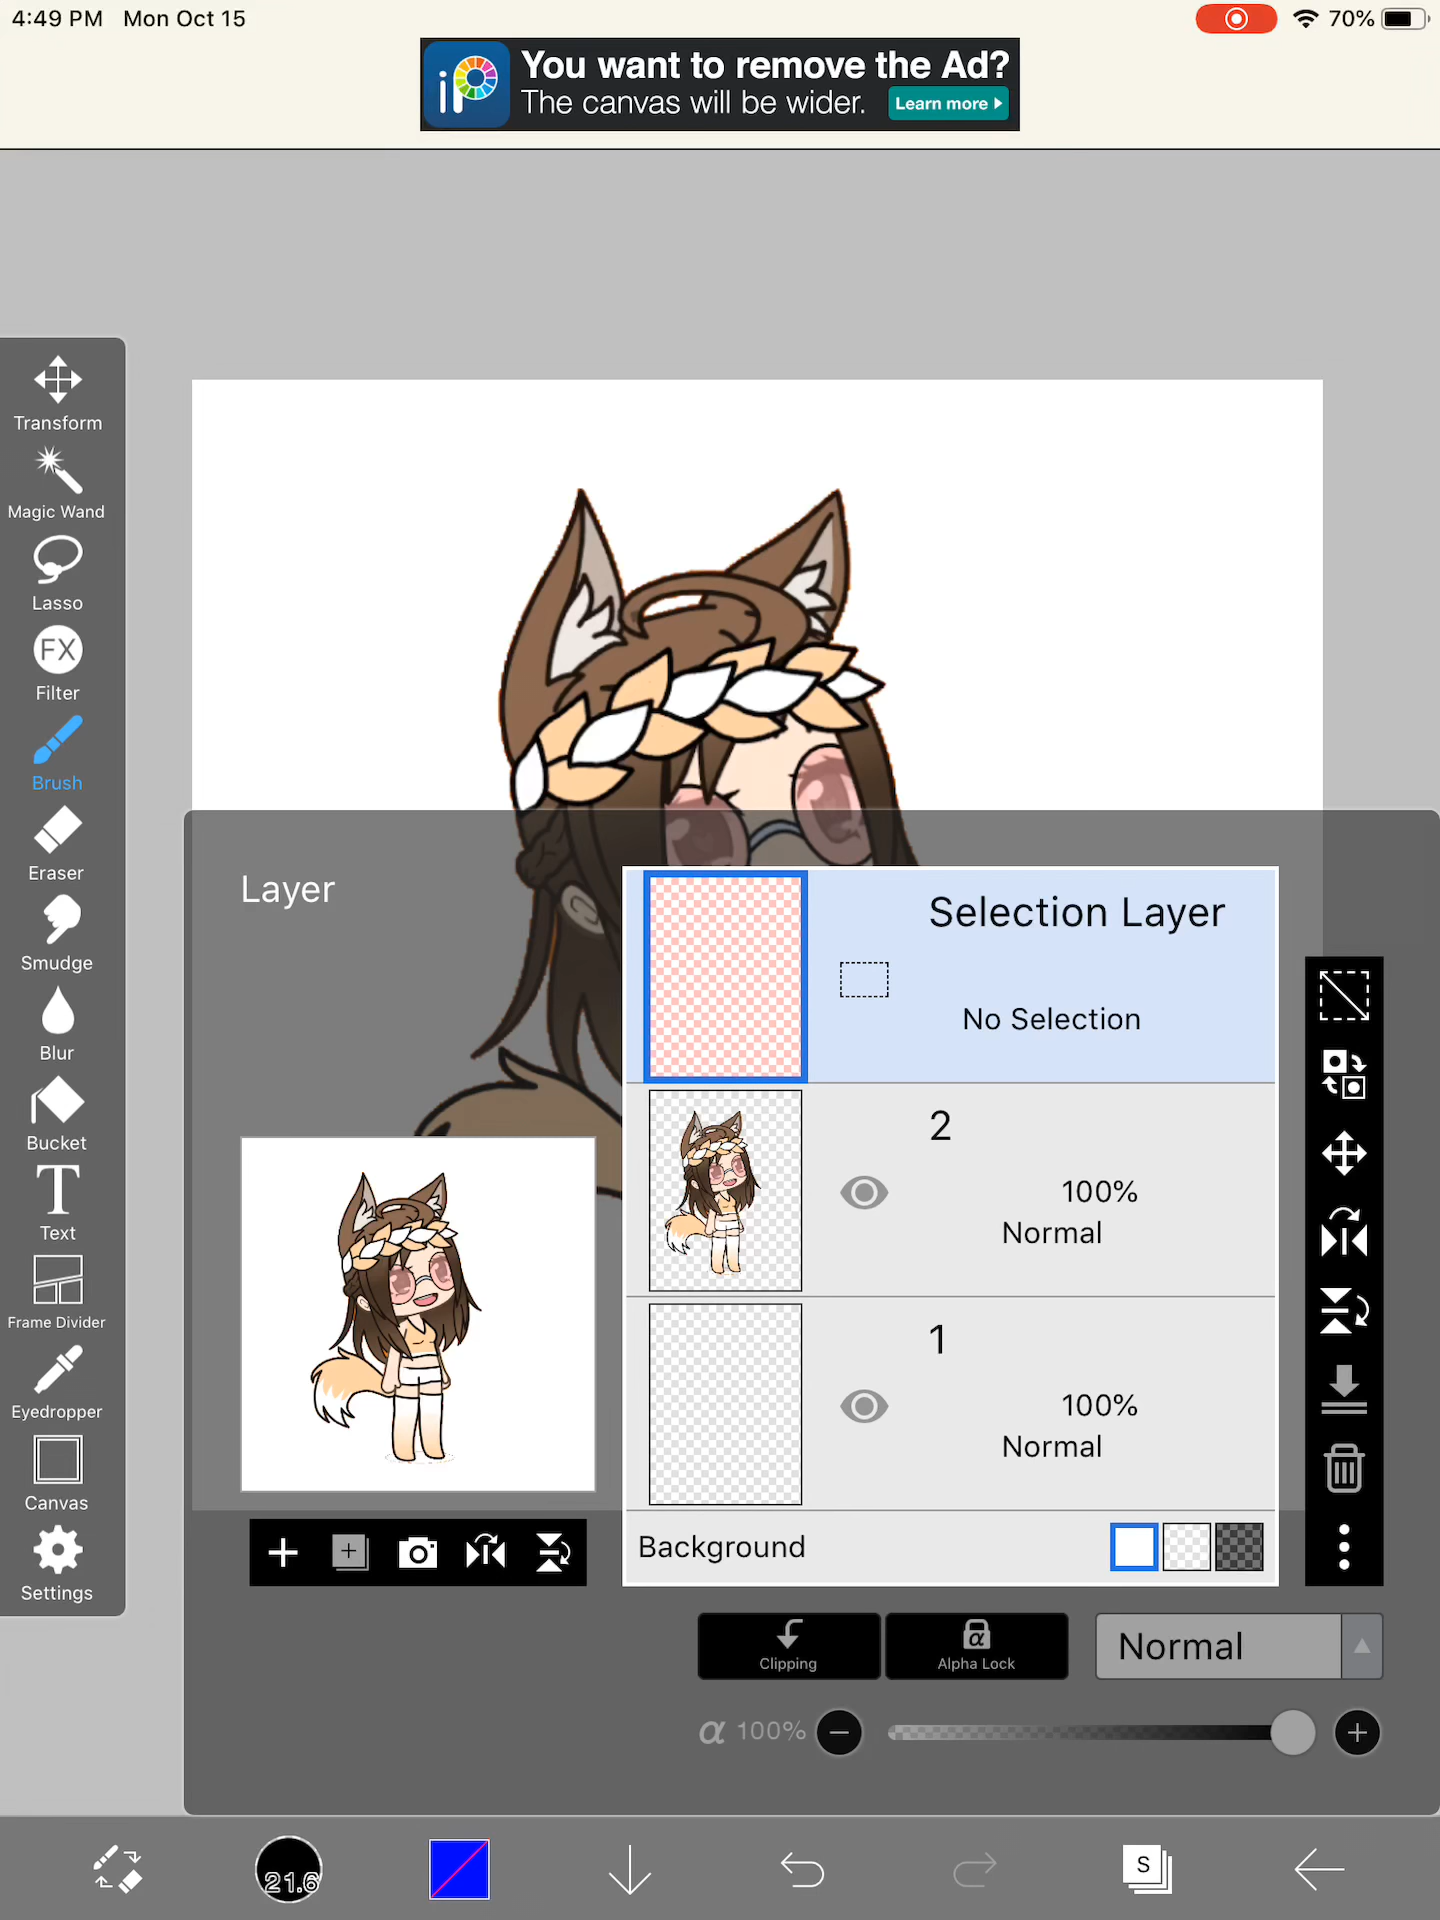 4:49 PM Mon Oct 15
70%
iP
You want to remove the Ad?
The canvas will be wider.
Learn more
Transform
Magic Wand
Lasso
FX
Filter
Brush
Eraser
Smudge
Blur
Bucket
T
Text
Frame Divider
Eyedropper
Canvas
Settings
Layer
Selection Layer
No Selection
2
100%
Normal
1
100%
Normal
Background
Clipping
α
Alpha Lock
Normal
α 100%
21.6
S